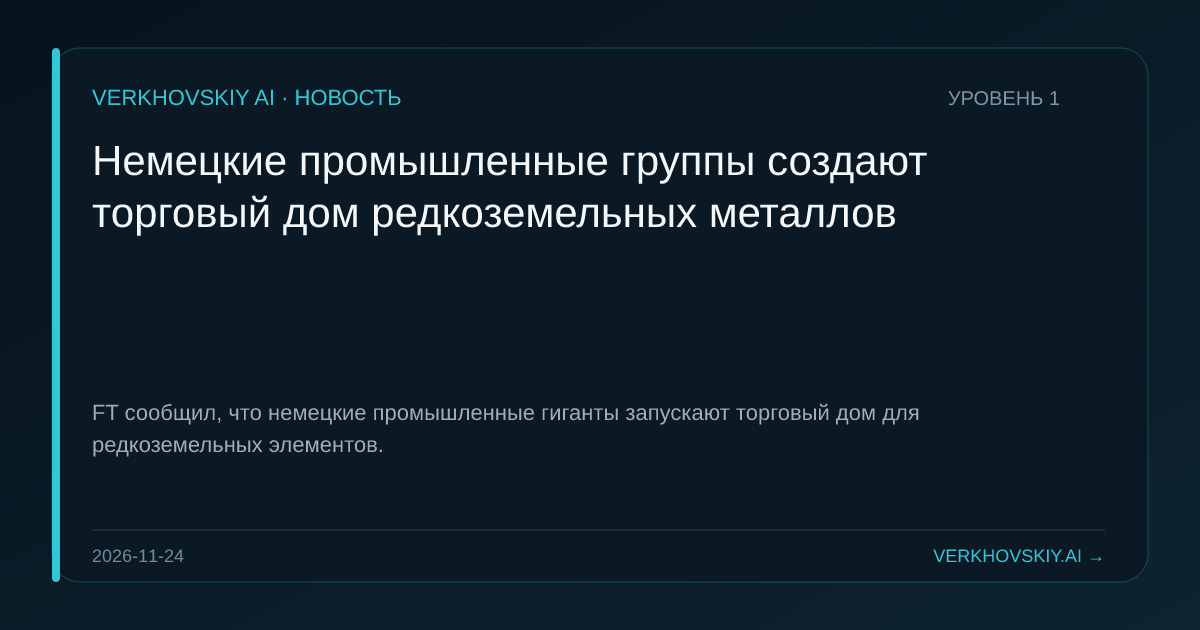 VERKHOVSKIY AI · НОВОСТЬ
УРОВЕНЬ 1
Немецкие промышленные группы создают
торговый дом редкоземельных металлов
FT сообщил, что немецкие промышленные гиганты запускают торговый дом для
редкоземельных элементов.
2026-11-24
VERKHOVSKIY.AI →